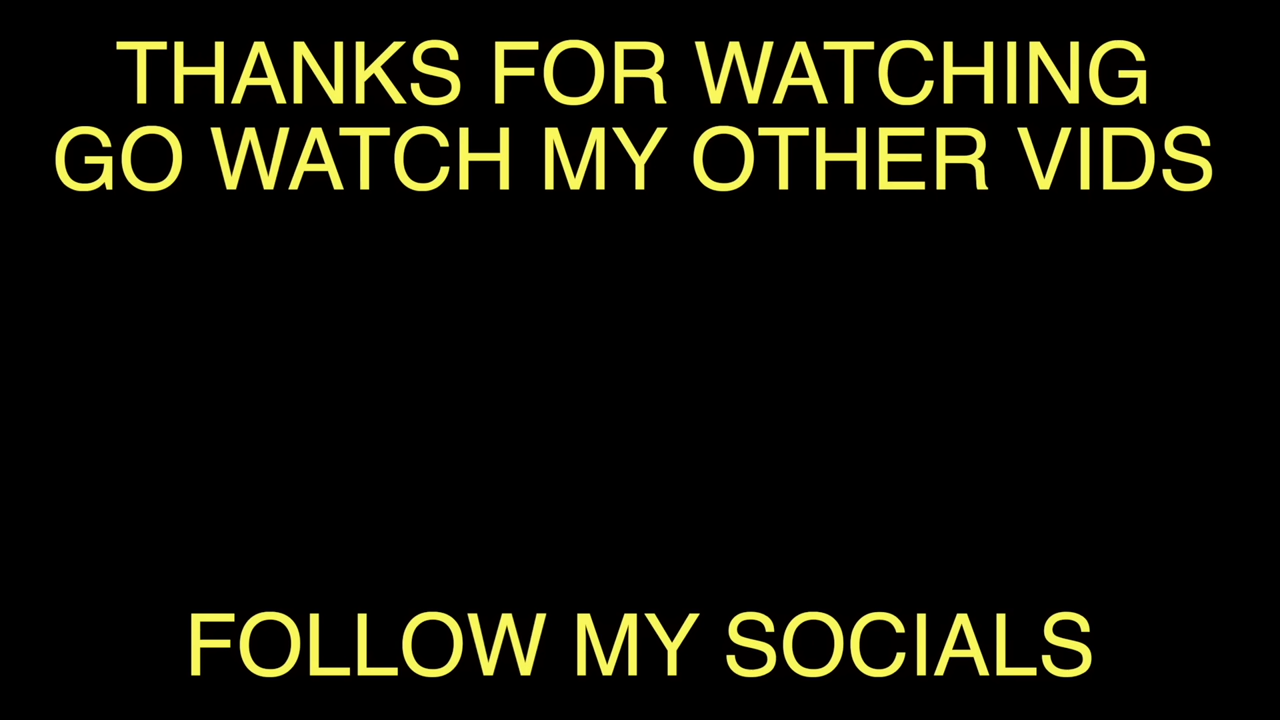 THANKS FOR WATCHING
GO WATCH MY OTHER VIDS
FOLLOW MY SOCIALS